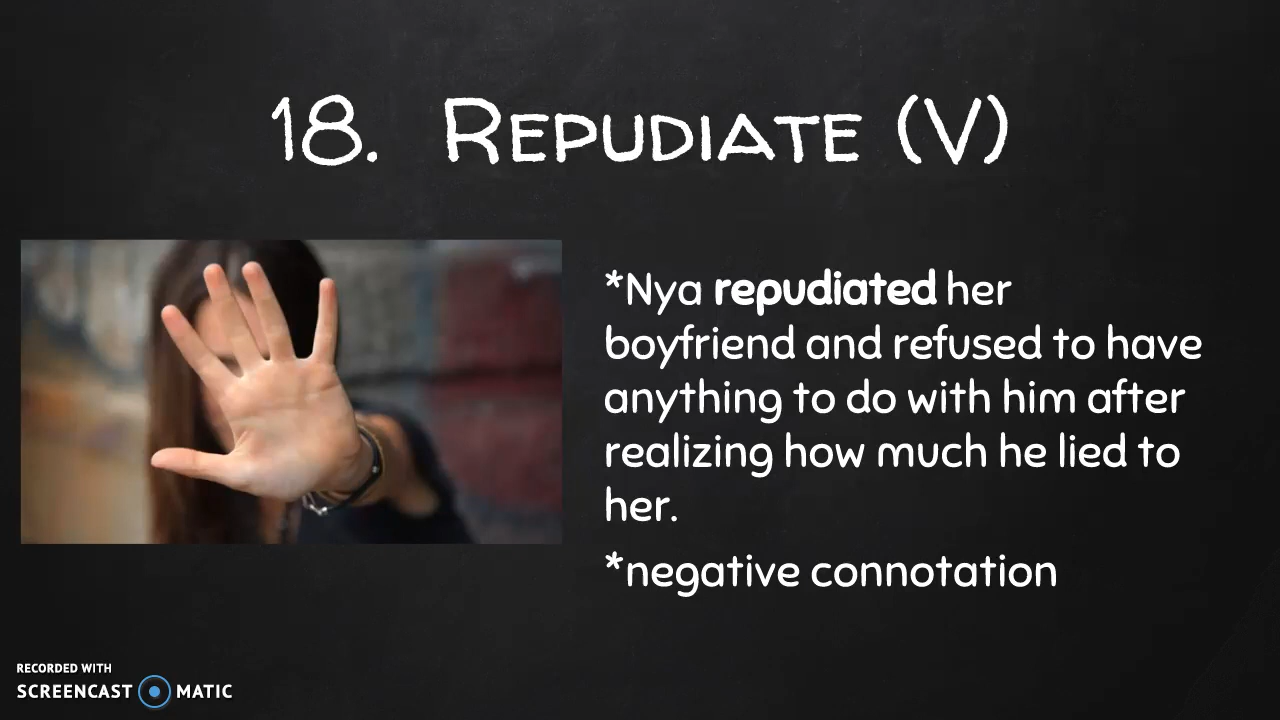 18. Repudiate (V)
*Nya repudiated her
boyfriend and refused to have
anything to do with him after
realizing how much he lied to
her.
*negative connotation
RECORDED WITH
SCREENCAST MATIC